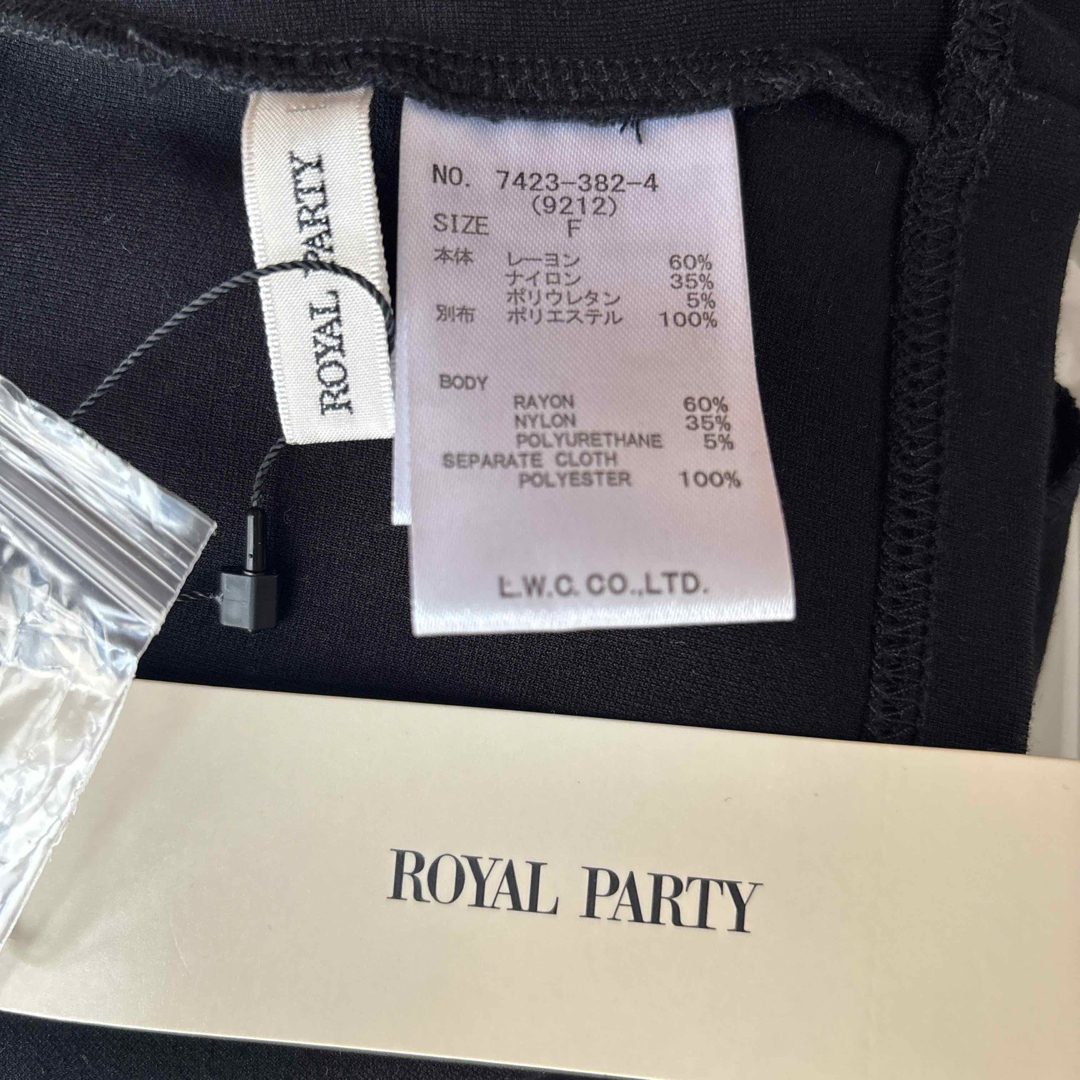 ROYAL PARTY
NO. 7423-382-4
(9212)
SIZE F
本体 レーヨン 60%
ナイロン 35%
ポリウレタン 5%
別布 ポリエステル 100%
BODY
RAYON 60%
NYLON 35%
POLYURETHANE 5%
SEPARATE CLOTH
POLYESTER 100%
L.W.C. CO.,LTD.
ROYAL PARTY